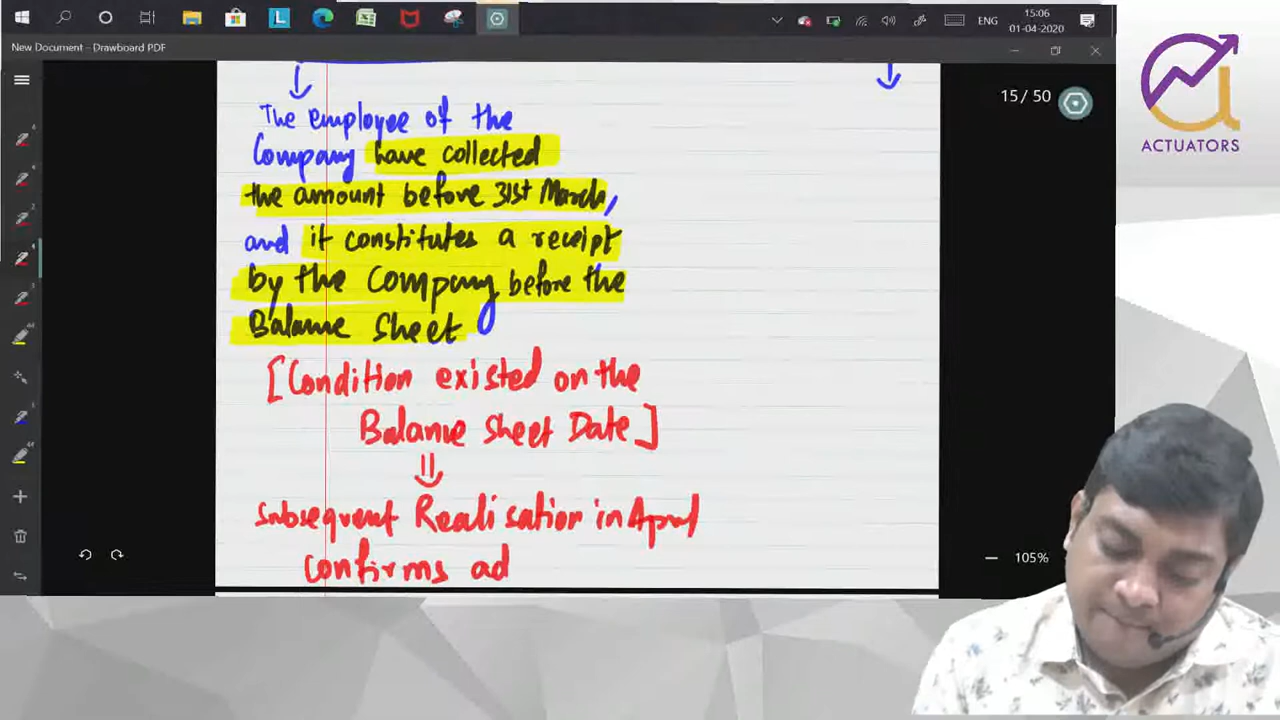 15:06
ENG
01-04-2020
New Document - Drawboard PDF
15 / 50
ACTUATORS
The employee of the
Company have collected
the amount before 31st March,
and it constitutes a receipt
by the Company before the
Balance Sheet
[Condition existed on the
Balance Sheet Date]
Subsequent Realisation in April
confirms ad
105%